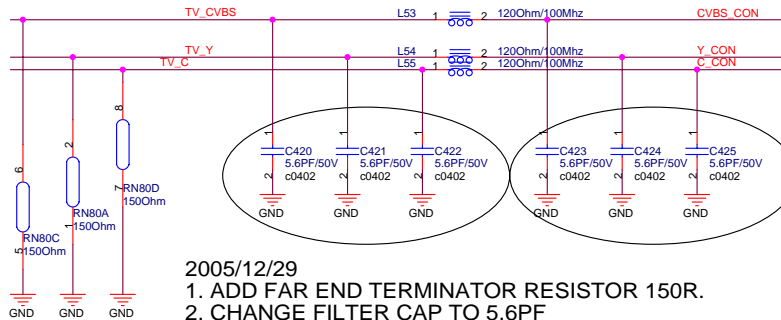 TV_CVBS L53 1 2 120Ohm/100Mhz CVBS_CON
TV_Y L54 1 2 120Ohm/100Mhz Y_CON
TV_C L55 1 2 120Ohm/100Mhz C_CON
8
7
RN80D
150Ohm
2
1
RN80A
150Ohm
6
5
RN80C
150Ohm
1
2
C420
5.6PF/50V
c0402
1
2
C421
5.6PF/50V
c0402
1
2
C422
5.6PF/50V
c0402
1
2
C423
5.6PF/50V
c0402
1
2
C424
5.6PF/50V
c0402
1
2
C425
5.6PF/50V
c0402
GND GND GND GND GND GND
GND GND GND
2005/12/29
1. ADD FAR END TERMINATOR RESISTOR 150R.
2. CHANGE FILTER CAP TO 5.6PF